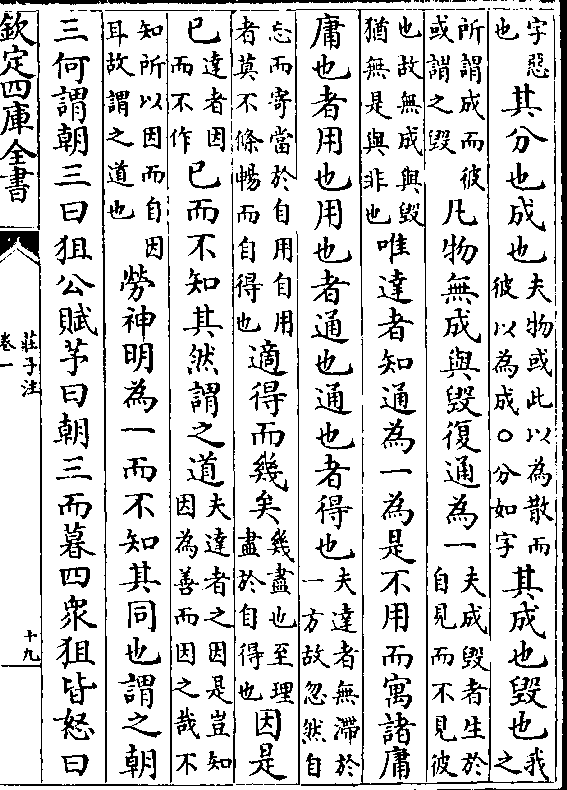 字惡也其分也成也夫物或此以為散而彼以為成○分如字其成也毀也我之
所謂成而彼或謂之毀凡物無成與毀復通為一夫成毀者生於自見而不見彼
也故無成與毀猶無是與非也唯達者知通為一為是不用而寓諸庸
庸也者用也用也者通也通也者得也夫達者無滯於一方故忽然自
忘而寄當於自用自用者莫不條暢而自得也適得而幾矣幾盡也至理盡於自得也因是
已達者因而不作已而不知其然謂之道夫達者之因是豈知因為善而因之哉不
知所以因而自因耳故謂之道也勞神明為一而不知其同也謂之朝
三何謂朝三曰狙公賦芧曰朝三而暮四衆狙皆怒曰
欽定四庫全書
莊子注
卷一
十九